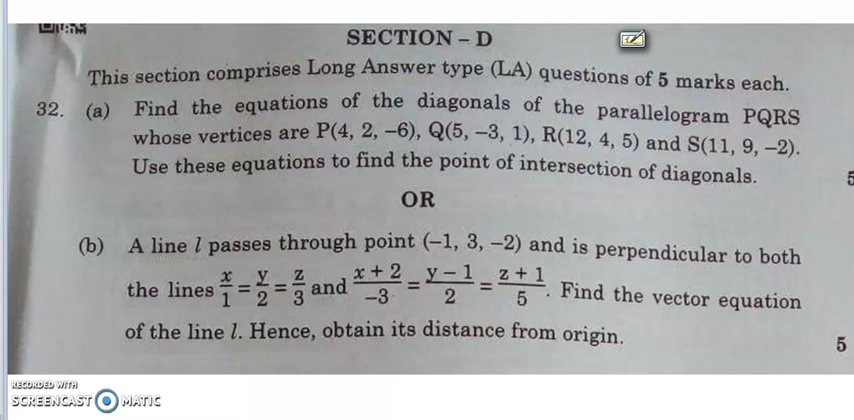 SECTION – D
This section comprises Long Answer type (LA) questions of 5 marks each.
32. (a) Find the equations of the diagonals of the parallelogram PQRS
whose vertices are P(4, 2, –6), Q(5, –3, 1), R(12, 4, 5) and S(11, 9, –2).
Use these equations to find the point of intersection of diagonals.
5
OR
(b) A line l passes through point (–1, 3, –2) and is perpendicular to both
the lines x/1 = y/2 = z/3 and (x + 2)/–3 = (y – 1)/2 = (z + 1)/5. Find the vector equation
of the line l. Hence, obtain its distance from origin.
5
RECORDED WITH
SCREENCAST MATIC